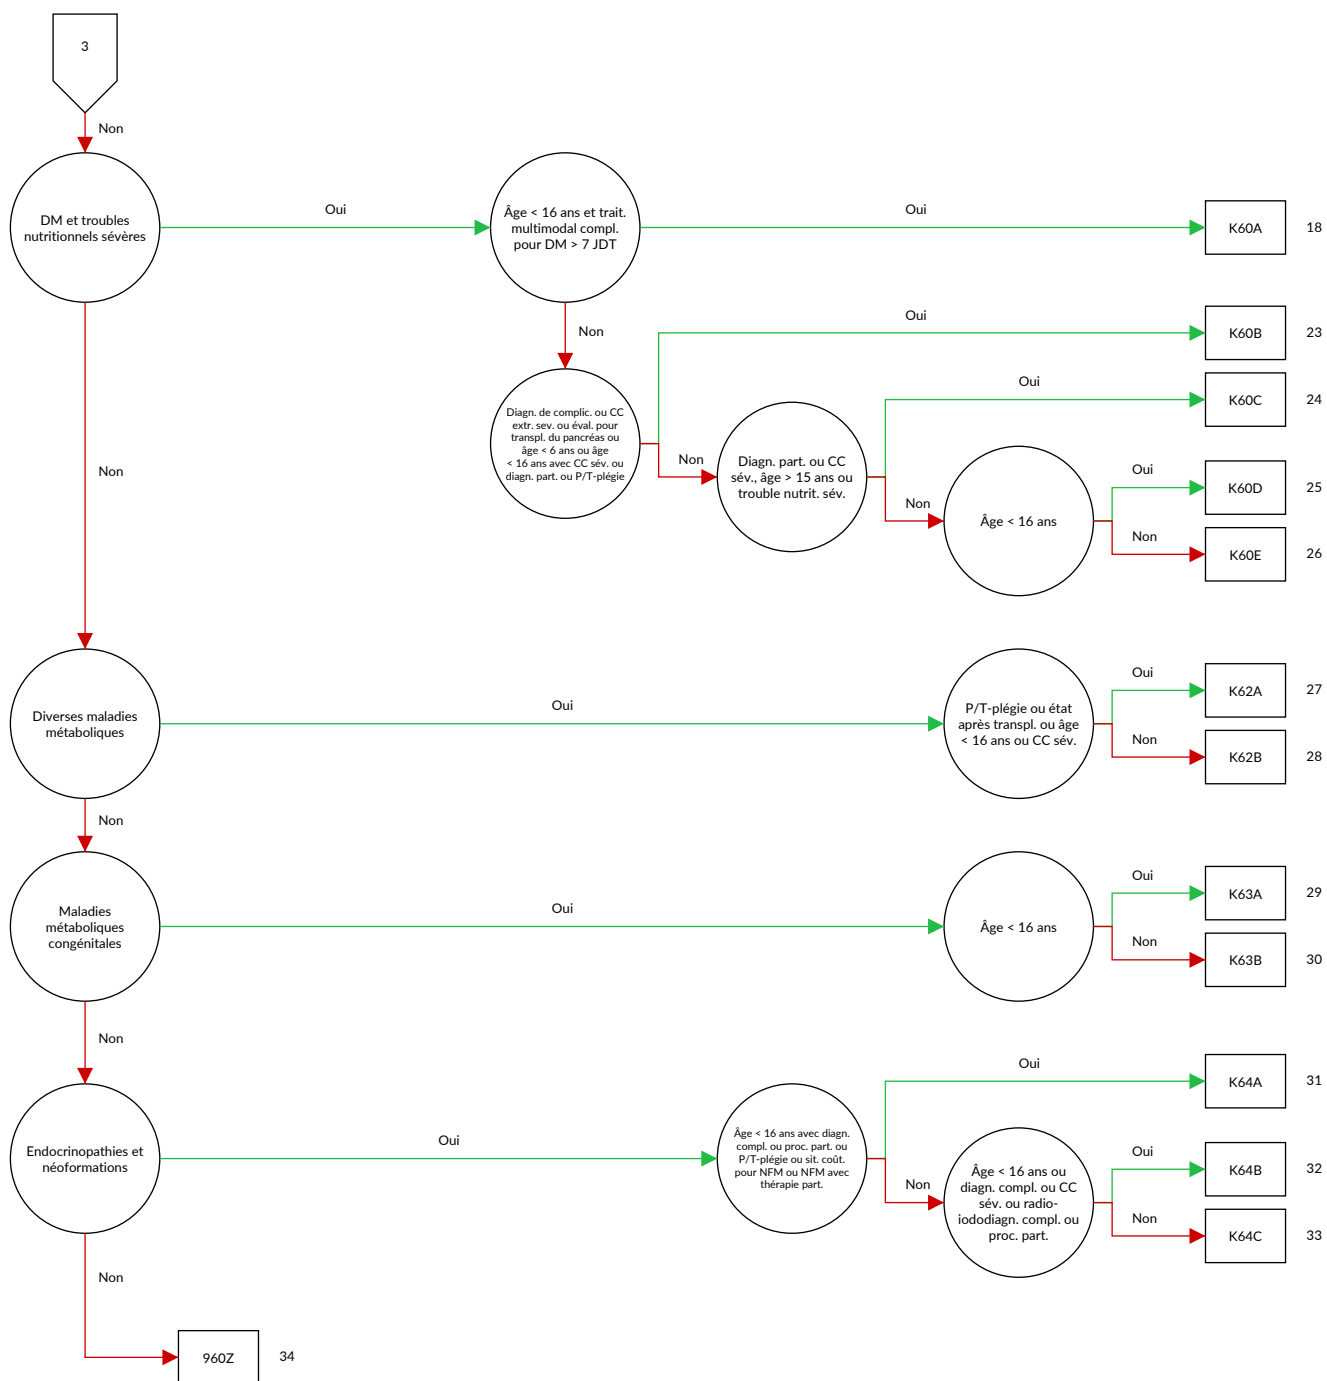 3
Non
DM et troubles
nutritionnels sévères
Oui
Âge < 16 ans et trait.
multimodal compl.
pour DM > 7 JDT
Oui
K60A
18
Non
Oui
K60B
23
Diagn. de complic. ou CC
extr. sev. ou éval. pour
transpl. du pancréas ou
âge < 6 ans ou âge
< 16 ans avec CC sév. ou
diagn. part. ou P/T-plégie
Non
Diagn. part. ou CC
sév., âge > 15 ans ou
trouble nutrit. sév.
Oui
K60C
24
Non
Âge < 16 ans
Oui
K60D
25
Non
K60E
26
Non
Diverses maladies
métaboliques
Oui
P/T-plégie ou état
après transpl. ou âge
< 16 ans ou CC sév.
Oui
K62A
27
Non
K62B
28
Non
Maladies
métaboliques
congénitales
Oui
Âge < 16 ans
Oui
K63A
29
Non
K63B
30
Non
Endocrinopathies et
néoformations
Oui
Âge < 16 ans avec diagn.
compl. ou proc. part. ou
P/T-plégie ou sit. coût.
pour NFM ou NFM avec
thérapie part.
Oui
K64A
31
Non
Âge < 16 ans ou
diagn. compl. ou CC
sév. ou radio-
iododiagn. compl. ou
proc. part.
Oui
K64B
32
Non
K64C
33
Non
960Z
34